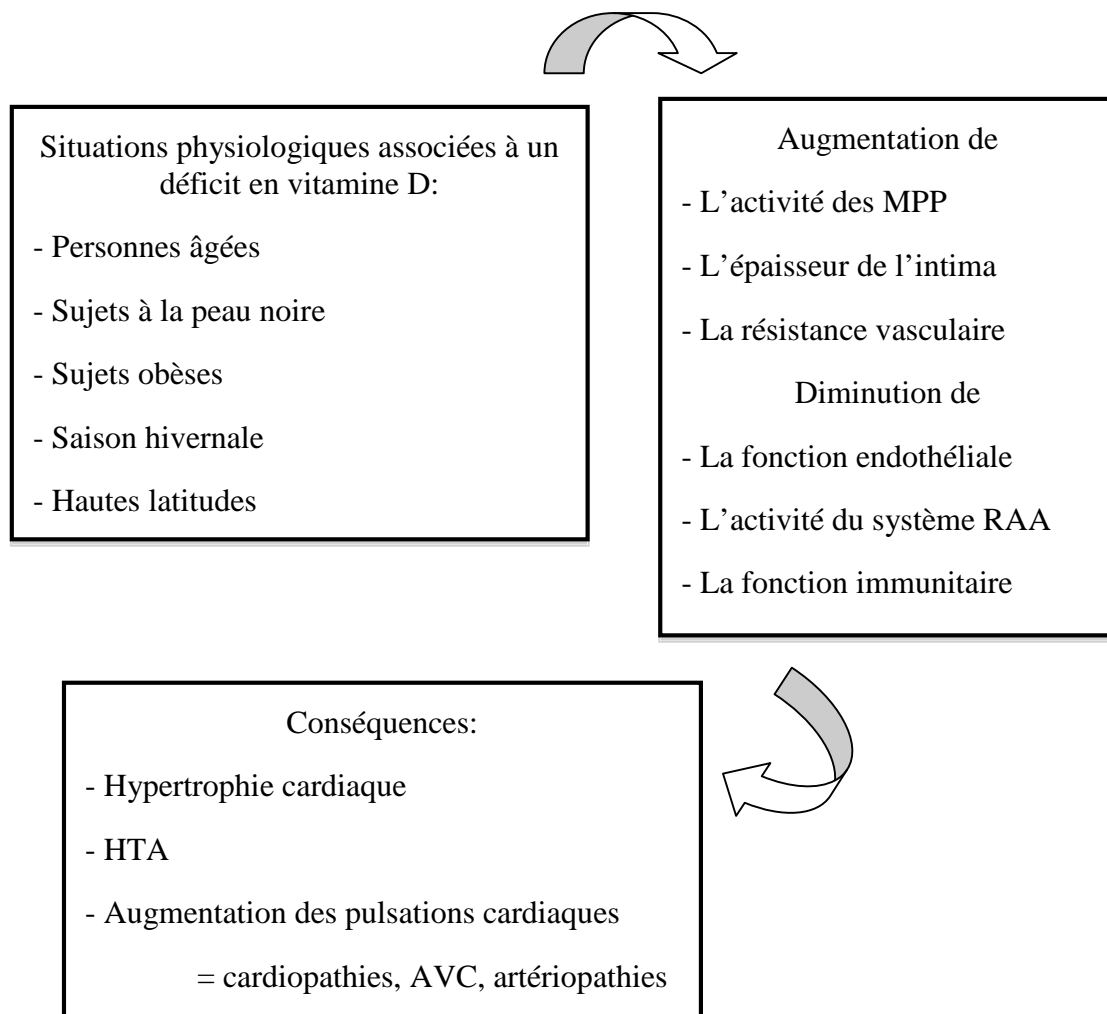 Situations physiologiques associées à un
déficit en vitamine D:
- Personnes âgées
- Sujets à la peau noire
- Sujets obèses
- Saison hivernale
- Hautes latitudes
Augmentation de
- L’activité des MPP
- L’épaisseur de l’intima
- La résistance vasculaire
Diminution de
- La fonction endothéliale
- L’activité du système RAA
- La fonction immunitaire
Conséquences:
- Hypertrophie cardiaque
- HTA
- Augmentation des pulsations cardiaques
= cardiopathies, AVC, artériopathies